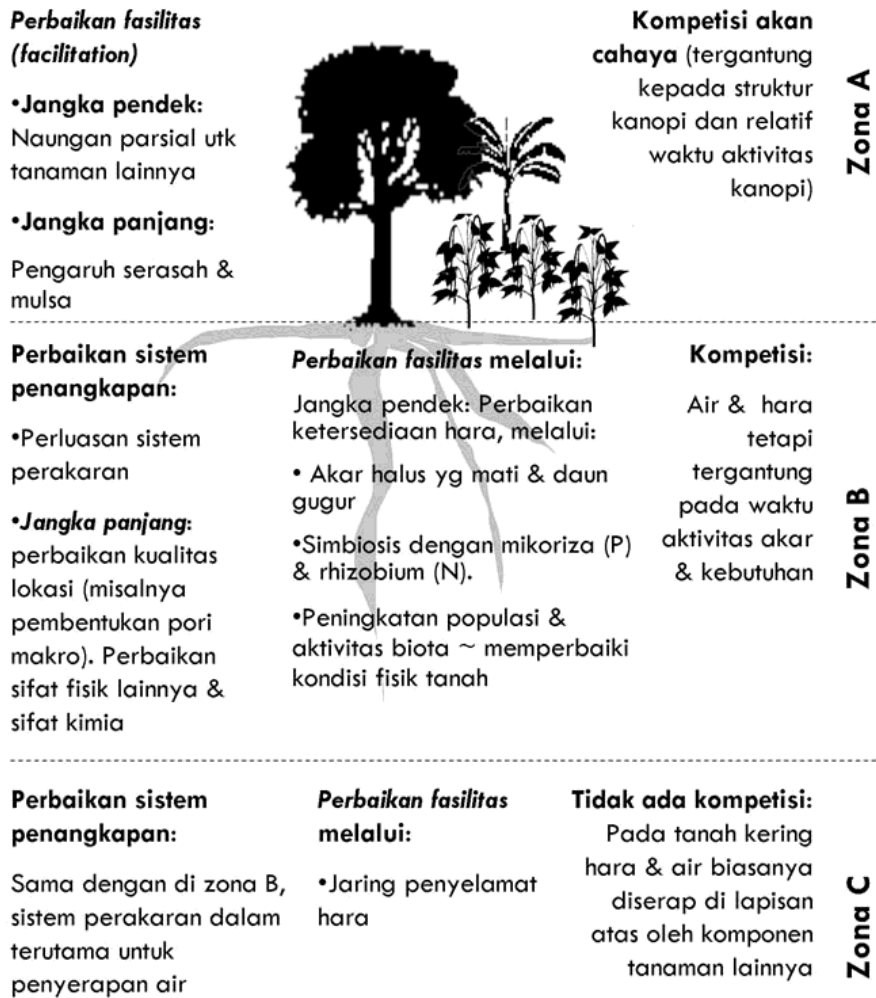 Perbaikan fasilitas
(facilitation)
•Jangka pendek:
Naungan parsial utk
tanaman lainnya
•Jangka panjang:
Pengaruh serasah &
mulsa
Kompetisi akan
cahaya (tergantung
kepada struktur
kanopi dan relatif
waktu aktivitas
kanopi)
Zona A
Perbaikan sistem
penangkapan:
•Perluasan sistem
perakaran
•Jangka panjang:
perbaikan kualitas
lokasi (misalnya
pembentukan pori
makro). Perbaikan
sifat fisik lainnya &
sifat kimia
Perbaikan fasilitas melalui:
Jangka pendek: Perbaikan
ketersediaan hara, melalui:
• Akar halus yg mati & daun
gugur
•Simbiosis dengan mikoriza (P)
& rhizobium (N).
•Peningkatan populasi &
aktivitas biota ~ memperbaiki
kondisi fisik tanah
Kompetisi:
Air & hara
tetapi
tergantung
pada waktu
aktivitas akar
& kebutuhan
Zona B
Perbaikan sistem
penangkapan:
Sama dengan di zona B,
sistem perakaran dalam
terutama untuk
penyerapan air
Perbaikan fasilitas
melalui:
•Jaring penyelamat
hara
Tidak ada kompetisi:
Pada tanah kering
hara & air biasanya
diserap di lapisan
atas oleh komponen
tanaman lainnya
Zona C